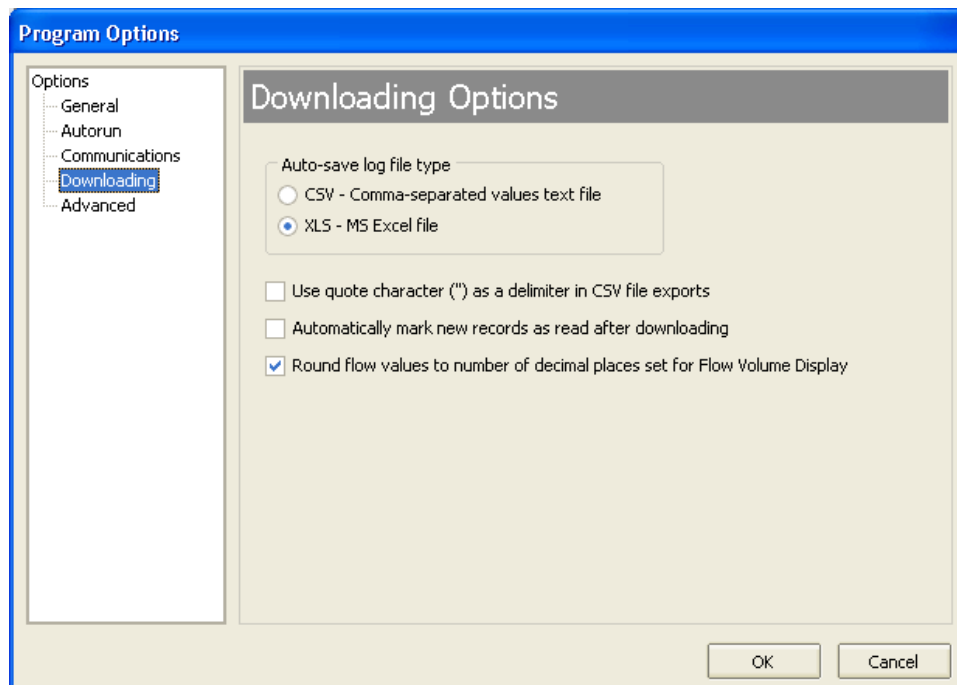 Program Options
Options
General
Autorun
Communications
Downloading
Advanced
Downloading Options
Auto-save log file type
CSV - Comma-separated values text file
XLS - MS Excel file
Use quote character (") as a delimiter in CSV file exports
Automatically mark new records as read after downloading
Round flow values to number of decimal places set for Flow Volume Display
OK
Cancel